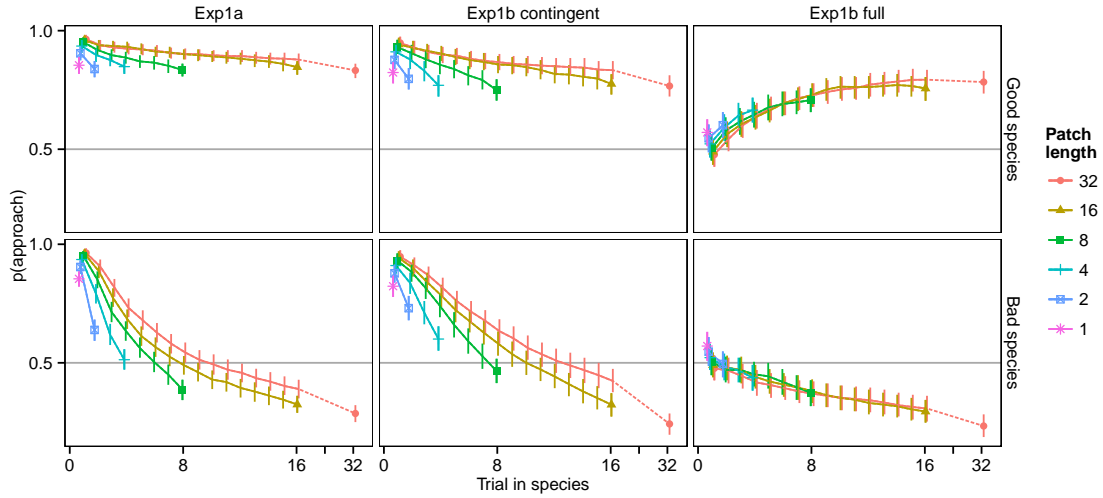 Exp1a
Exp1b contingent
Exp1b full
1.0
0.5
Good species
1.0
0.5
Bad species
p(approach)
0
8
16
32
0
8
16
32
0
8
16
32
Trial in species
Patch
length
32
16
8
4
2
1